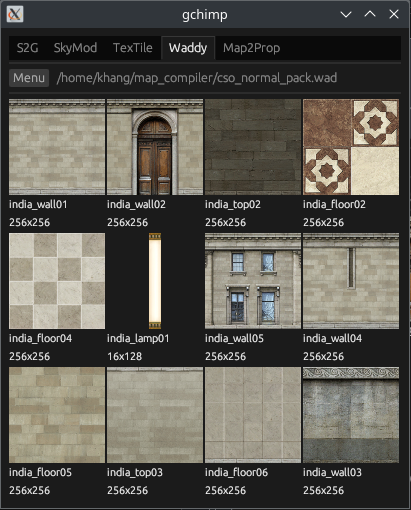 gchimp
S2G SkyMod TexTile Waddy Map2Prop
Menu /home/khang/map_compiler/cso_normal_pack.wad
india_wall01 india_wall02 india_top02 india_floor02
256x256 256x256 256x256 256x256
india_floor04 india_lamp01 india_wall05 india_wall04
256x256 16x128 256x256 256x256
india_floor05 india_top03 india_floor06 india_wall03
256x256 256x256 256x256 256x256